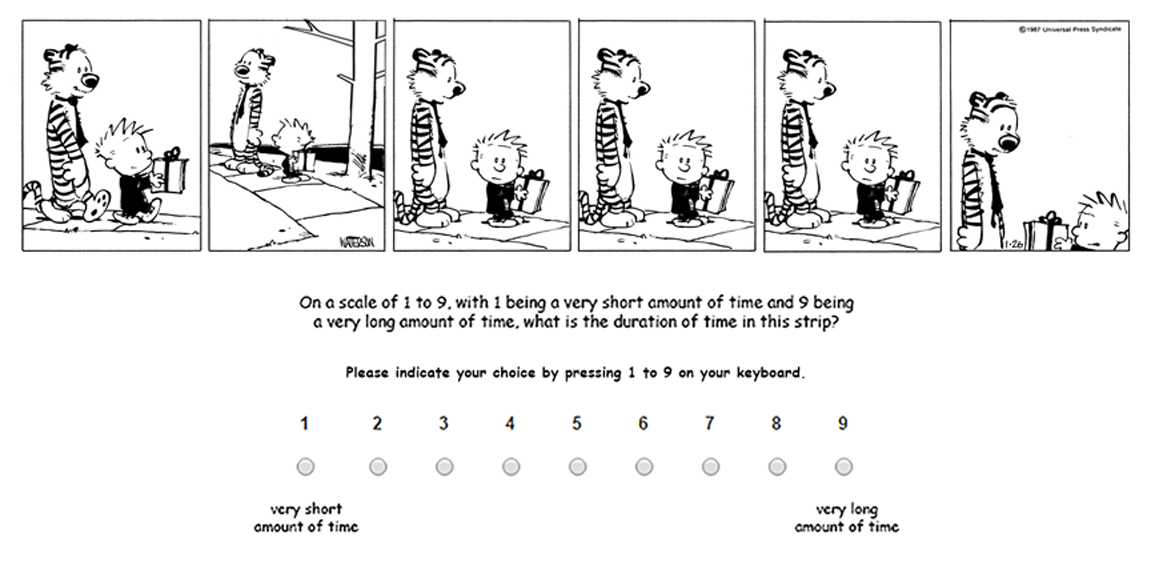 ©1987 Universal Press Syndicate
WATTERSON
1-26
On a scale of 1 to 9, with 1 being a very short amount of time and 9 being
a very long amount of time, what is the duration of time in this strip?
Please indicate your choice by pressing 1 to 9 on your keyboard.
1 2 3 4 5 6 7 8 9
very short very long
amount of time amount of time